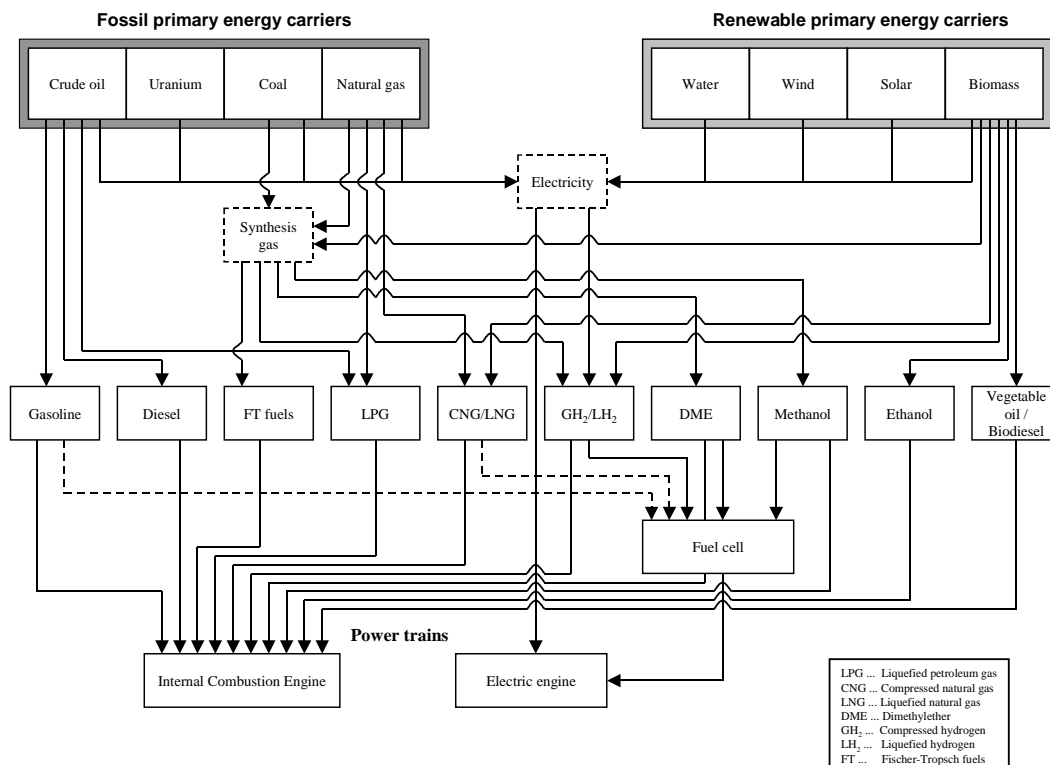 Fossil primary energy carriers
Renewable primary energy carriers
Crude oil
Uranium
Coal
Natural gas
Water
Wind
Solar
Biomass
Electricity
Synthesis
gas
Gasoline
Diesel
FT fuels
LPG
CNG/LNG
GH₂/LH₂
DME
Methanol
Ethanol
Vegetable
oil /
Biodiesel
Fuel cell
Power trains
Internal Combustion Engine
Electric engine
LPG ... Liquefied petroleum gas
CNG ... Compressed natural gas
LNG ... Liquefied natural gas
DME ... Dimethylether
GH₂ ... Compressed hydrogen
LH₂ ... Liquefied hydrogen
FT ... Fischer-Tropsch fuels